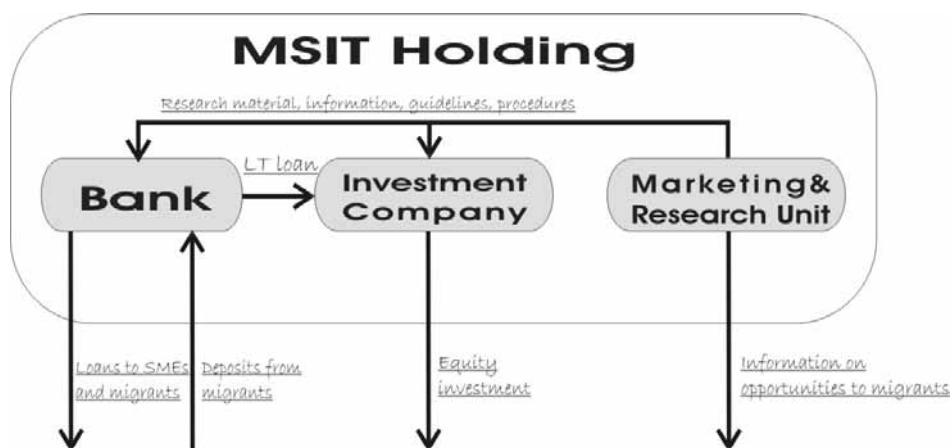 MSIT Holding
Research material, information, guidelines, procedures
LT loan
Bank
Investment
Company
Marketing&
Research Unit
Loans to SMEs
and migrants
Deposits from
migrants
Equity
investment
Information on
opportunities to migrants